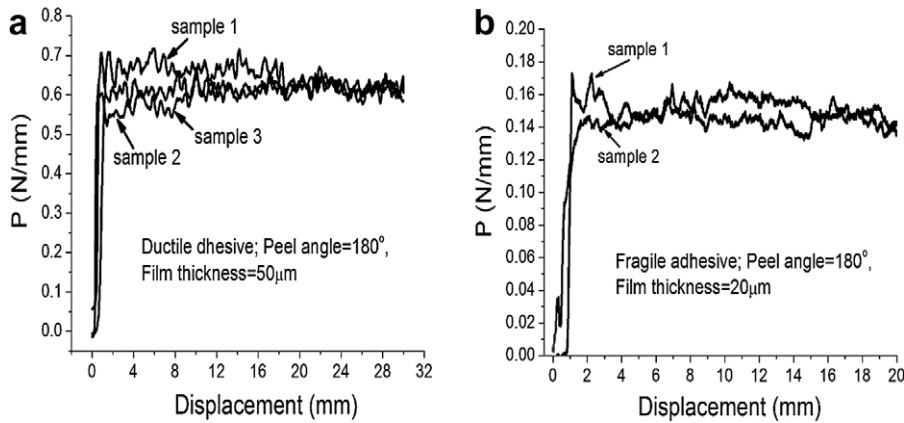 a
P (N/mm)
0.8
0.7
0.6
0.5
0.4
0.3
0.2
0.1
0.0
sample 1
sample 2
sample 3
Ductile dhesive; Peel angle=180°,
Film thickness=50μm
0 4 8 12 16 20 24 28 32
Displacement (mm)
b
P (N/mm)
0.20
0.18
0.16
0.14
0.12
0.10
0.08
0.06
0.04
0.02
0.00
sample 1
sample 2
Fragile adhesive; Peel angle=180°,
Film thickness=20μm
0 2 4 6 8 10 12 14 16 18 20
Displacement (mm)